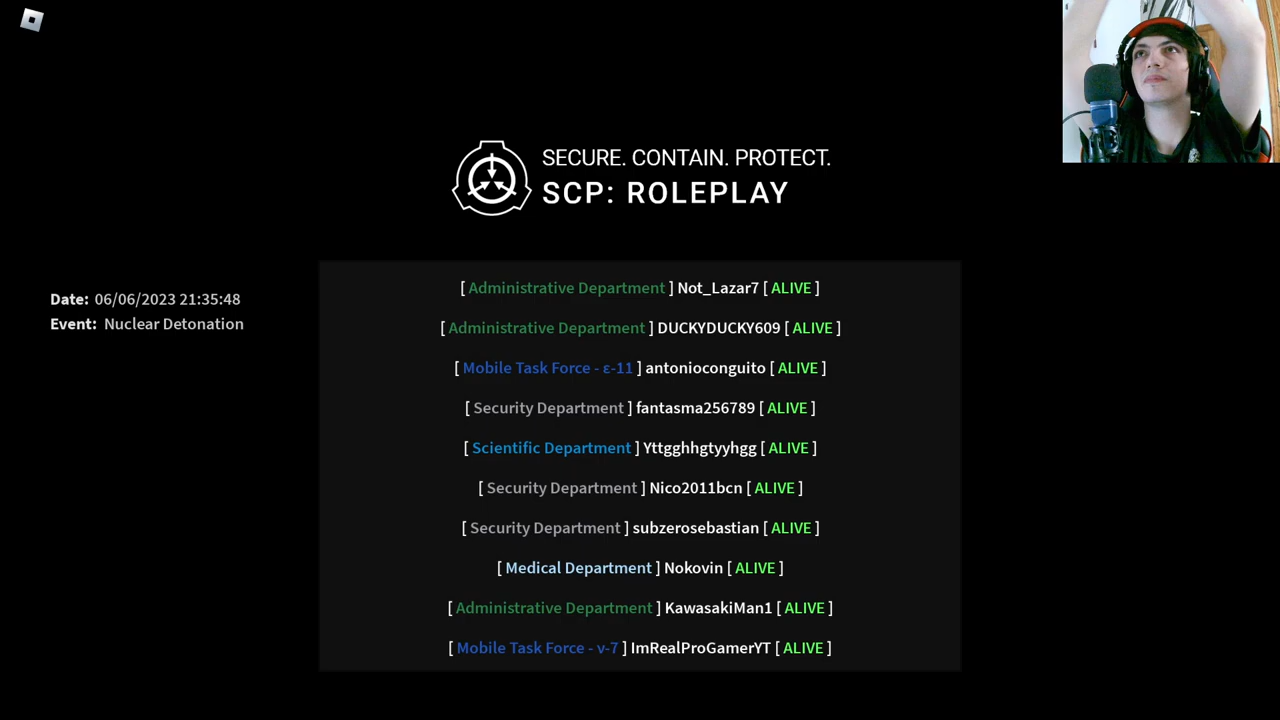 SECURE. CONTAIN. PROTECT.
SCP: ROLEPLAY
Date: 06/06/2023 21:35:48
Event: Nuclear Detonation
[ Administrative Department ] Not_Lazar7 [ ALIVE ]
[ Administrative Department ] DUCKYDUCKY609 [ ALIVE ]
[ Mobile Task Force - ε-11 ] antonioconguito [ ALIVE ]
[ Security Department ] fantasma256789 [ ALIVE ]
[ Scientific Department ] Yttgghhgtyyhgg [ ALIVE ]
[ Security Department ] Nico2011bcn [ ALIVE ]
[ Security Department ] subzerosebastian [ ALIVE ]
[ Medical Department ] Nokovin [ ALIVE ]
[ Administrative Department ] KawasakiMan1 [ ALIVE ]
[ Mobile Task Force - ν-7 ] ImRealProGamerYT [ ALIVE ]